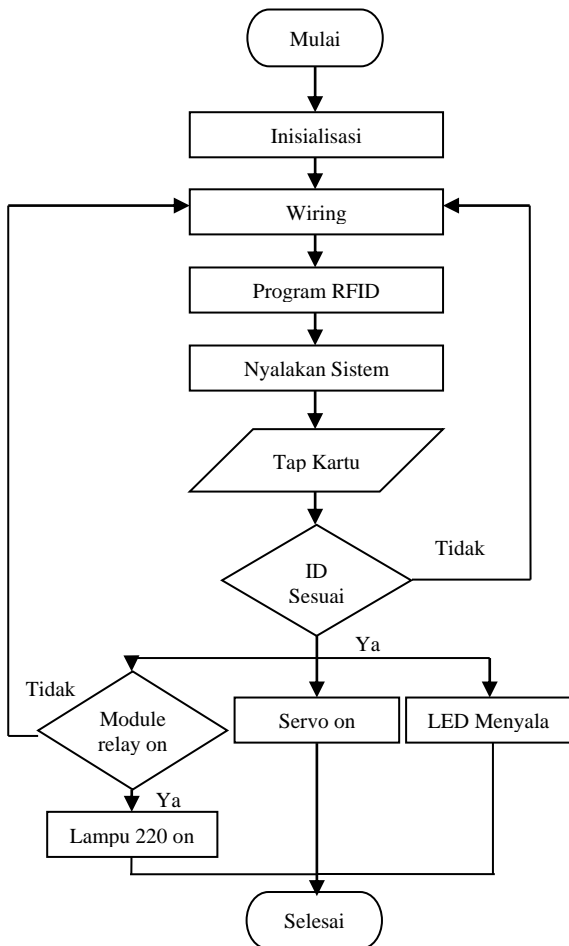 Mulai
Inisialisasi
Wiring
Program RFID
Nyalakan Sistem
Tap Kartu
ID
Sesuai
Tidak
Ya
Tidak
Module
relay on
Servo on
LED Menyala
Ya
Lampu 220 on
Selesai